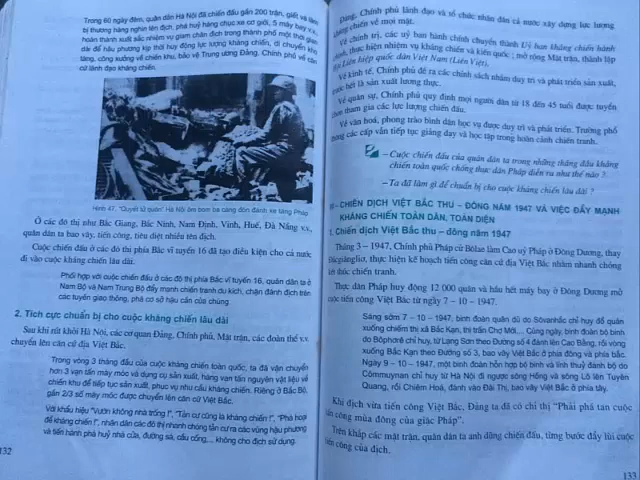 Trong 60 ngày đêm, quân dân Hà Nội đã chiến đấu gần 200 trận, giết và làm
bị thương hàng nghìn tên địch, phá huỷ hàng chục xe cơ giới, 5 máy bay v.v.,
hoàn thành xuất sắc nhiệm vụ giam chân địch trong thành phố một thời gian
dài để hậu phương kịp thời huy động lực lượng kháng chiến, di chuyển kho
tàng, công xưởng về chiến khu, bảo vệ Trung ương Đảng, Chính phủ về căn
cứ lãnh đạo kháng chiến.
Hình 47. "Quyết tử quân" Hà Nội ôm bom ba càng đón đánh xe tăng Pháp
Ở các đô thị như Bắc Giang, Bắc Ninh, Nam Định, Vinh, Huế, Đà Nẵng v.v.,
quân dân ta bao vây, tiến công, tiêu diệt nhiều tên địch.
Cuộc chiến đấu ở các đô thị phía Bắc vĩ tuyến 16 đã tạo điều kiện cho cả nước
đi vào cuộc kháng chiến lâu dài.
Phối hợp với cuộc chiến đấu ở các đô thị phía Bắc vĩ tuyến 16, quân dân ta ở
Nam Bộ và Nam Trung Bộ đẩy mạnh chiến tranh du kích, chặn đánh địch trên
các tuyến giao thông, phá cơ sở hậu cần của chúng.
2. Tích cực chuẩn bị cho cuộc kháng chiến lâu dài
Sau khi rút khỏi Hà Nội, các cơ quan Đảng, Chính phủ, Mặt trận, các đoàn thể v.v.
chuyển lên căn cứ địa Việt Bắc.
Trong vòng 3 tháng đầu của cuộc kháng chiến toàn quốc, ta đã vận chuyển
hơn 3 vạn tấn máy móc và dụng cụ sản xuất, hàng vạn tấn nguyên vật liệu về
chiến khu để tiếp tục sản xuất, phục vụ nhu cầu kháng chiến. Riêng ở Bắc Bộ,
gần 2/3 số máy móc được chuyển lên căn cứ Việt Bắc.
Với khẩu hiệu "Vườn không nhà trống !", "Tản cư cũng là kháng chiến !", "Phá hoại
để kháng chiến !", nhân dân các đô thị nhanh chóng tản cư ra các vùng hậu phương
và tiến hành phá huỷ nhà cửa, đường sá, cầu cống,... không cho địch sử dụng.
132
Đảng, Chính phủ lãnh đạo và tổ chức nhân dân cả nước xây dựng lực lượng
kháng chiến về mọi mặt.
Về chính trị, các uỷ ban hành chính chuyển thành Uỷ ban kháng chiến hành
chính, thực hiện nhiệm vụ kháng chiến và kiến quốc ; mở rộng Mặt trận, thành lập
Hội Liên hiệp quốc dân Việt Nam (Liên Việt).
Về kinh tế, Chính phủ đề ra các chính sách nhằm duy trì và phát triển sản xuất,
trước hết là sản xuất lương thực.
Về quân sự, Chính phủ quy định mọi người dân từ 18 đến 45 tuổi được tuyển
chọn tham gia các lực lượng chiến đấu.
Về văn hoá, phong trào bình dân học vụ được duy trì và phát triển. Trường phổ
thông các cấp vẫn tiếp tục giảng dạy và học tập trong hoàn cảnh chiến tranh.
– Cuộc chiến đấu của quân dân ta trong những tháng đầu kháng
chiến toàn quốc chống thực dân Pháp diễn ra như thế nào ?
– Ta đã làm gì để chuẩn bị cho cuộc kháng chiến lâu dài ?
III – CHIẾN DỊCH VIỆT BẮC THU – ĐÔNG NĂM 1947 VÀ VIỆC ĐẨY MẠNH
KHÁNG CHIẾN TOÀN DÂN, TOÀN DIỆN
1. Chiến dịch Việt Bắc thu – đông năm 1947
Tháng 3 – 1947, Chính phủ Pháp cử Bôlae làm Cao uỷ Pháp ở Đông Dương, thay
Đácgiăngliơ, thực hiện kế hoạch tiến công căn cứ địa Việt Bắc nhằm nhanh chóng
kết thúc chiến tranh.
Thực dân Pháp huy động 12 000 quân và hầu hết máy bay ở Đông Dương mở
cuộc tiến công Việt Bắc từ ngày 7 – 10 – 1947.
Sáng sớm 7 – 10 – 1947, binh đoàn quân dù do Sôvanhắc chỉ huy đổ quân
xuống chiếm thị xã Bắc Kạn, thị trấn Chợ Mới,... Cùng ngày, binh đoàn bộ binh
do Bôphơrê chỉ huy, từ Lạng Sơn theo Đường số 4 đánh lên Cao Bằng, rồi vòng
xuống Bắc Kạn theo Đường số 3, bao vây Việt Bắc ở phía đông và phía bắc.
Ngày 9 – 10 – 1947, một binh đoàn hỗn hợp bộ binh và lính thuỷ đánh bộ do
Cômmuynan chỉ huy từ Hà Nội đi ngược sông Hồng và sông Lô lên Tuyên
Quang, rồi Chiêm Hoá, đánh vào Đài Thị, bao vây Việt Bắc ở phía tây.
Khi địch vừa tiến công Việt Bắc, Đảng ta đã có chỉ thị "Phải phá tan cuộc
tấn công mùa đông của giặc Pháp".
Trên khắp các mặt trận, quân dân ta anh dũng chiến đấu, từng bước đẩy lùi cuộc
tiến công của địch.
133